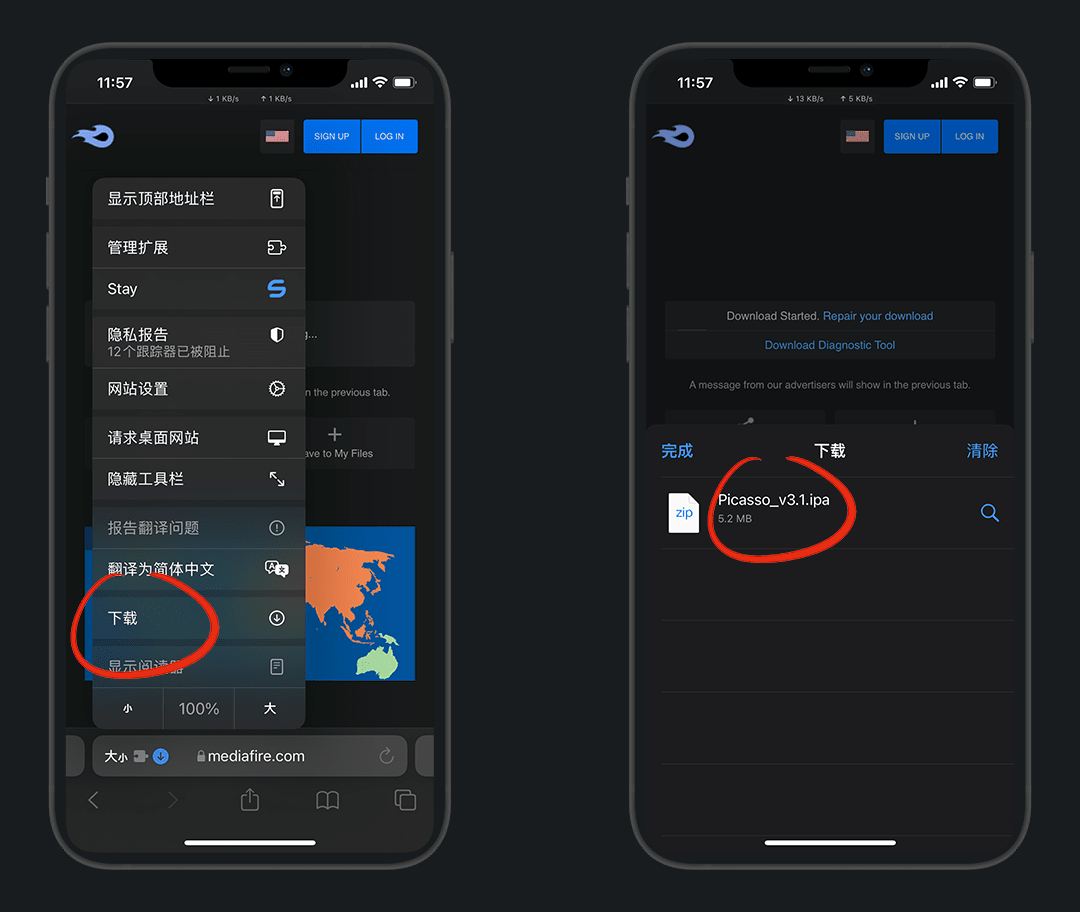 11:57
↓ 1 KB/s ↑ 1 KB/s
SIGN UP LOG IN
显示顶部地址栏
管理扩展
Stay
隐私报告
12个跟踪器已被阻止
网站设置
n the previous tab.
请求桌面网站
ave to My Files
隐藏工具栏
报告翻译问题
翻译为简体中文
下载
显示阅读器
小 100% 大
大小 mediafire.com
11:57
↓ 13 KB/s ↑ 5 KB/s
SIGN UP LOG IN
Download Started. Repair your download
Download Diagnostic Tool
A message from our advertisers will show in the previous tab.
完成 下载 清除
zip
Picasso_v3.1.ipa
5.2 MB